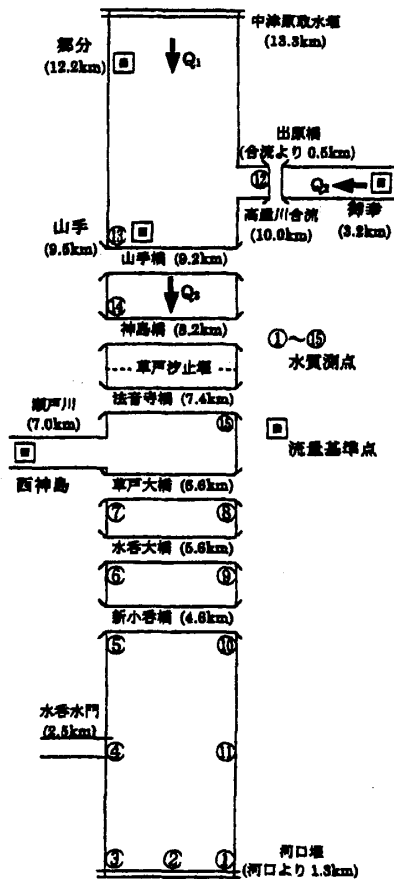 中津原取水堰
(13.3km)
郷分
(12.2km)
Q₁
出原橋
(合流より 0.5km)
⑫
Q₂
御幸
(3.2km)
高屋川合流
(10.0km)
山手
(9.5km)
⑬
山手橋 (9.2km)
⑭
Q₃
神島橋 (8.2km)
①～⑮
水質測点
草戸汐止堰
法音寺橋 (7.4km)
瀬戸川
(7.0km)
⑮
流量基準点
西神島
草戸大橋 (6.6km)
⑦ ⑧
水呑大橋 (5.6km)
⑥ ⑨
新小呑橋 (4.6km)
⑤ ⑩
水呑水門
(2.5km)
④ ⑪
③ ② ①
河口堰
(河口より 1.3km)